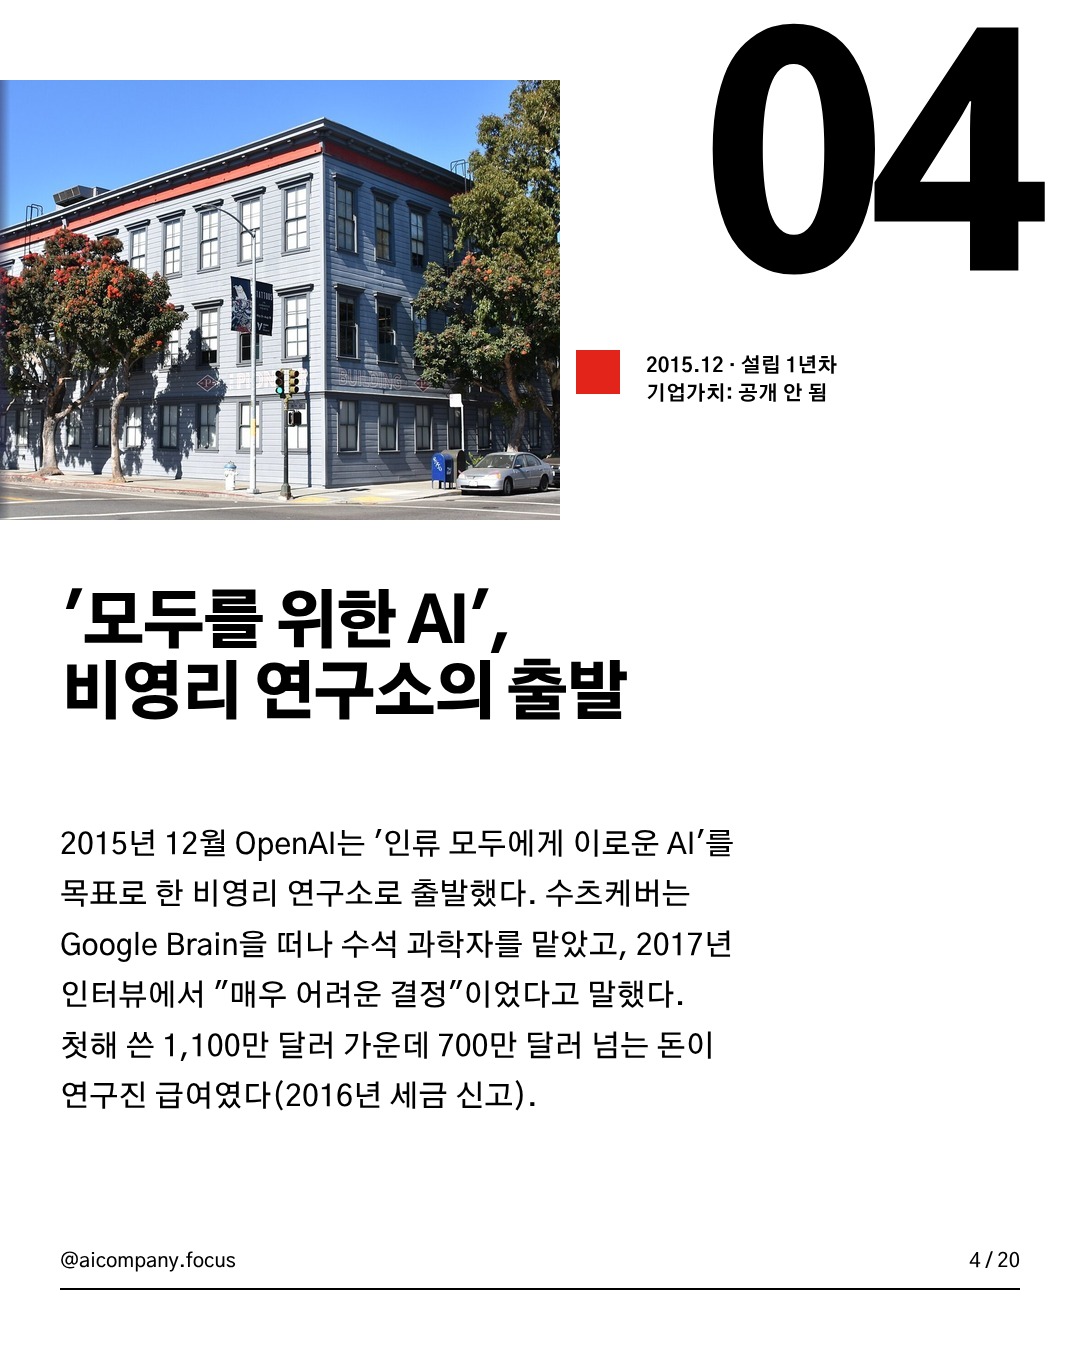 04
TATTOOS
BUILDING
2015.12 · 설립 1년차
기업가치: 공개 안 됨
'모두를 위한 AI',
비영리 연구소의 출발
2015년 12월 OpenAI는 '인류 모두에게 이로운 AI'를
목표로 한 비영리 연구소로 출발했다. 수츠케버는
Google Brain을 떠나 수석 과학자를 맡았고, 2017년
인터뷰에서 "매우 어려운 결정"이었다고 말했다.
첫해 쓴 1,100만 달러 가운데 700만 달러 넘는 돈이
연구진 급여였다(2016년 세금 신고).
@aicompany.focus
4 / 20